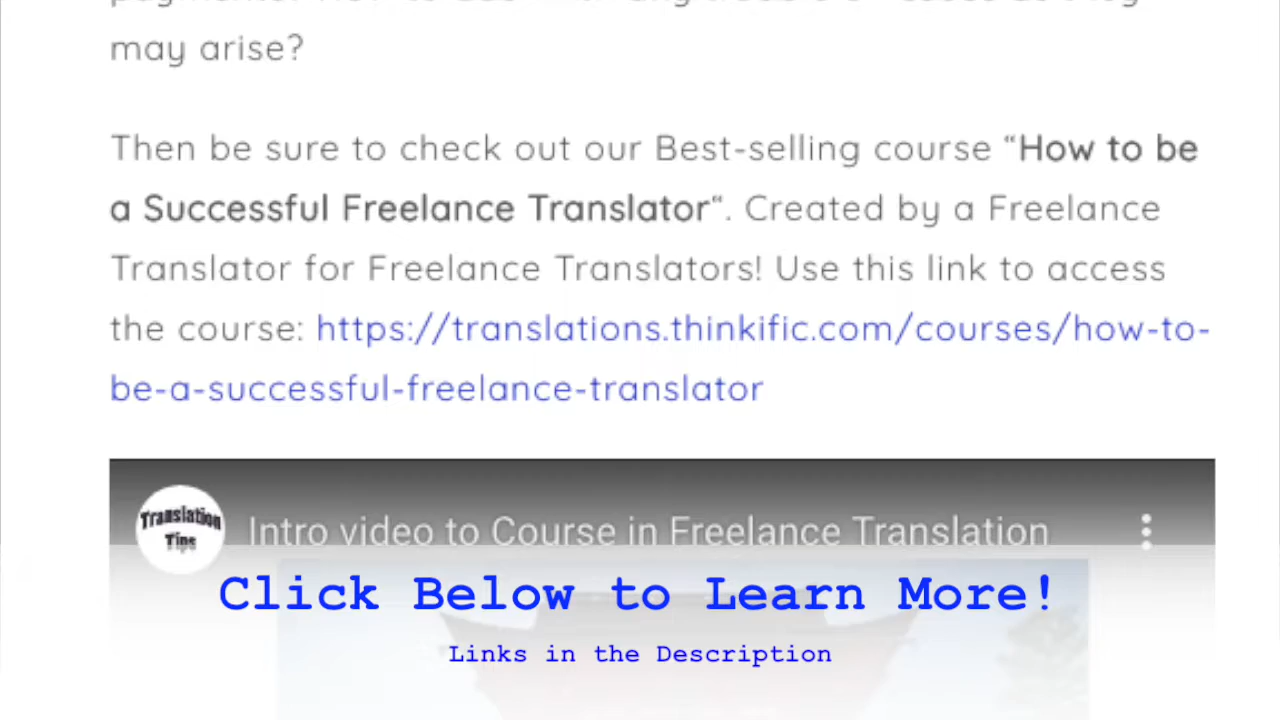 may arise?
Then be sure to check out our Best-selling course “How to be
a Successful Freelance Translator“. Created by a Freelance
Translator for Freelance Translators! Use this link to access
the course: https://translations.thinkific.com/courses/how-to-
be-a-successful-freelance-translator
Translation
Tips
Intro video to Course in Freelance Translation
Click Below to Learn More!
Links in the Description